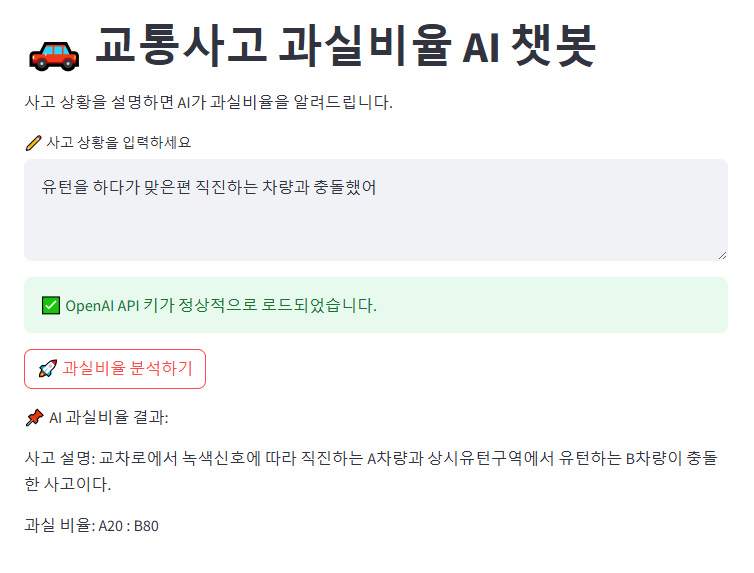 🚗 교통사고 과실비율 AI 챗봇
사고 상황을 설명하면 AI가 과실비율을 알려드립니다.
✏️ 사고 상황을 입력하세요
유턴을 하다가 맞은편 직진하는 차량과 충돌했어
✅ OpenAI API 키가 정상적으로 로드되었습니다.
🚀 과실비율 분석하기
📌 AI 과실비율 결과:
사고 설명: 교차로에서 녹색신호에 따라 직진하는 A차량과 상시유턴구역에서 유턴하는 B차량이 충돌
한 사고이다.
과실 비율: A20 : B80